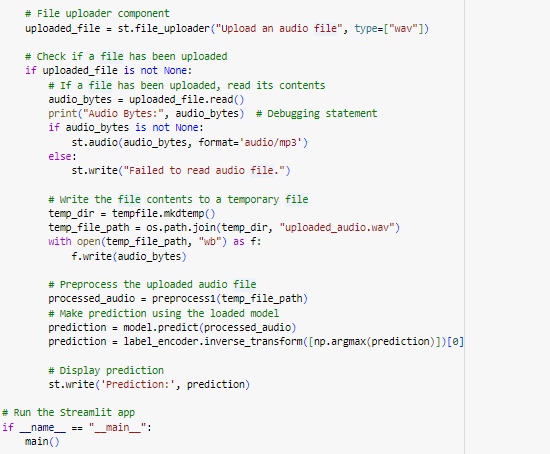 # File uploader component
uploaded_file = st.file_uploader("Upload an audio file", type=["wav"])
# Check if a file has been uploaded
if uploaded_file is not None:
# If a file has been uploaded, read its contents
audio_bytes = uploaded_file.read()
print("Audio Bytes:", audio_bytes)  # Debugging statement
if audio_bytes is not None:
st.audio(audio_bytes, format='audio/mp3')
else:
st.write("Failed to read audio file.")
# Write the file contents to a temporary file
temp_dir = tempfile.mkdtemp()
temp_file_path = os.path.join(temp_dir, "uploaded_audio.wav")
with open(temp_file_path, "wb") as f:
f.write(audio_bytes)
# Preprocess the uploaded audio file
processed_audio = preprocess1(temp_file_path)
# Make prediction using the loaded model
prediction = model.predict(processed_audio)
prediction = label_encoder.inverse_transform([np.argmax(prediction)])[0]
# Display prediction
st.write('Prediction:', prediction)
# Run the Streamlit app
if __name__ == "__main__":
main()